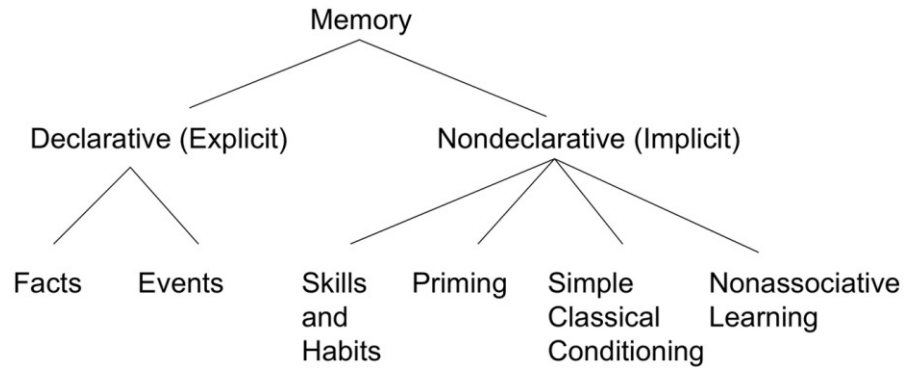 Memory
Declarative (Explicit)
Nondeclarative (Implicit)
Facts
Events
Skills
and
Habits
Priming
Simple
Classical
Conditioning
Nonassociative
Learning